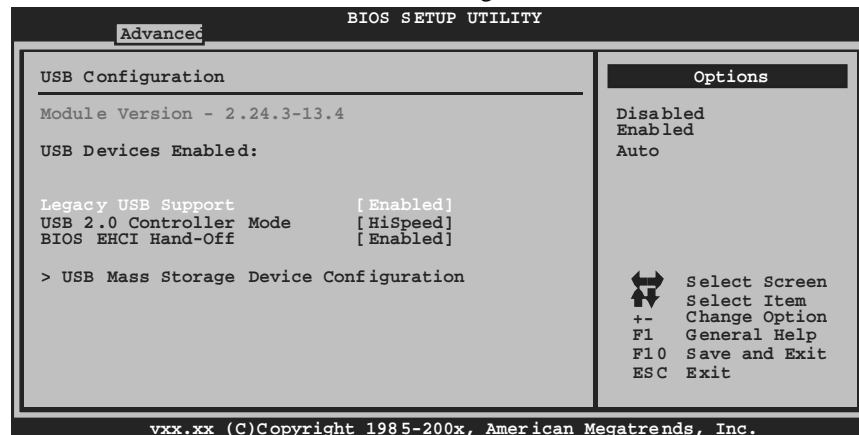 BIOS SETUP UTILITY
Advanced
USB Configuration
Module Version - 2.24.3-13.4
USB Devices Enabled:
Legacy USB Support [Enabled]
USB 2.0 Controller Mode [HiSpeed]
BIOS EHCI Hand-Off [Enabled]
> USB Mass Storage Device Configuration
Options
Disabled
Enabled
Auto
Select Screen
Select Item
+- Change Option
F1 General Help
F10 Save and Exit
ESC Exit
vxx.xx (C)Copyright 1985-200x, American Megatrends, Inc.